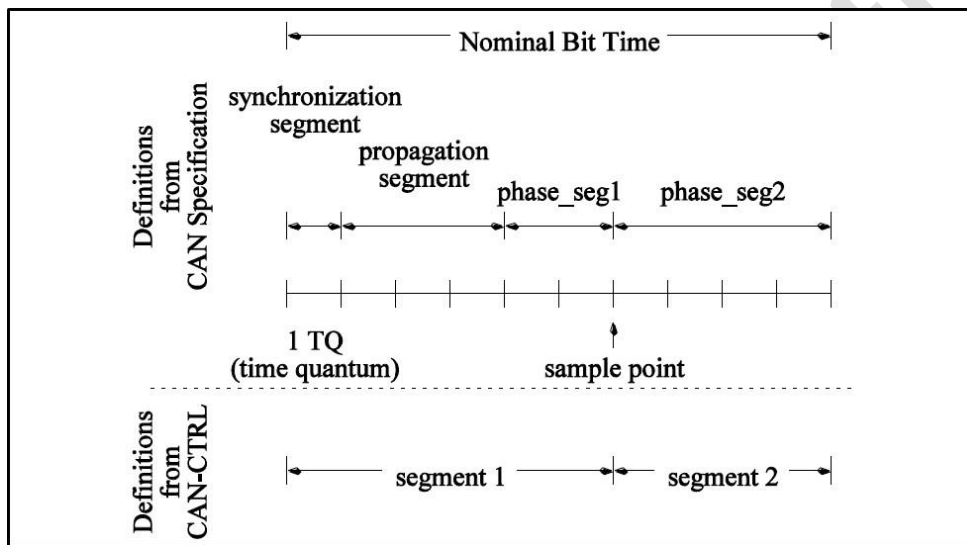 Nominal Bit Time
Definitions
from
CAN Specification
synchronization
segment
propagation
segment
phase_seg1
phase_seg2
1 TQ
(time quantum)
sample point
Definitions
from
CAN-CTRL
segment 1
segment 2